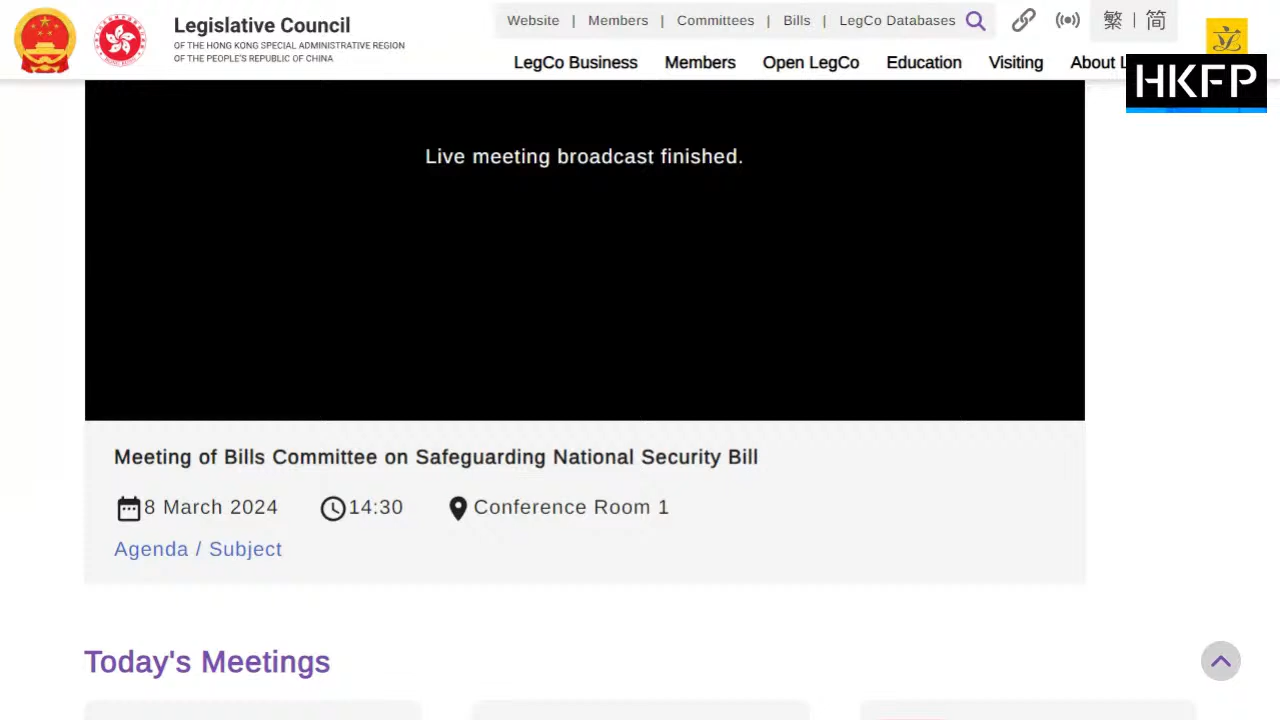 Legislative Council
OF THE HONG KONG SPECIAL ADMINISTRATIVE REGION
OF THE PEOPLE'S REPUBLIC OF CHINA
Website | Members | Committees | Bills | LegCo Databases
繁 | 简
立
LegCo Business Members Open LegCo Education Visiting About
HKFP
Live meeting broadcast finished.
Meeting of Bills Committee on Safeguarding National Security Bill
8 March 2024 14:30 Conference Room 1
Agenda / Subject
Today's Meetings